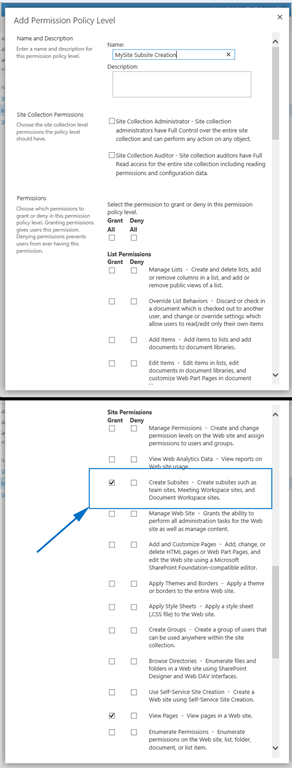 Add Permission Policy Level
Name and Description
Enter a name and description for
this permission policy level.
Name:
MySite Subsite Creation
Description:
Site Collection Permissions
Choose the site collection level
permissions the policy level
should have.
Site Collection Administrator - Site collection
administrators have Full Control over the entire
site collection and can perform any action on any object.
Site Collection Auditor - Site collection auditors have Full
Read access for the entire site collection including reading
permissions and configuration data.
Permissions
Choose which permissions to
grant or deny in this permission
policy level. Granting permissions
gives users this permission.
Denying permissions prevents
users from ever having this
permission.
Select the permission to grant or deny in this permission
policy level.
Grant Deny
All All
List Permissions
Grant Deny
Manage Lists - Create and delete lists, add
or remove columns in a list, and add or
remove public views of a list.
Override List Behaviors - Discard or check in
a document which is checked out to another
user, and change or override settings which
allow users to read/edit only their own items
Add Items - Add items to lists and add
documents to document libraries.
Edit Items - Edit items in lists, edit
documents in document libraries, and
customize Web Part Pages in document
Site Permissions
Grant Deny
Manage Permissions - Create and change
permission levels on the Web site and assign
permissions to users and groups.
View Web Analytics Data - View reports on
Web site usage.
Create Subsites - Create subsites such as
team sites, Meeting Workspace sites, and
Document Workspace sites.
Manage Web Site - Grants the ability to
perform all administration tasks for the Web
site as well as manage content.
Add and Customize Pages - Add, change, or
delete HTML pages or Web Part Pages, and
edit the Web site using a Microsoft
SharePoint Foundation-compatible editor.
Apply Themes and Borders - Apply a theme
or borders to the entire Web site.
Apply Style Sheets - Apply a style sheet
(.CSS file) to the Web site.
Create Groups - Create a group of users that
can be used anywhere within the site
collection.
Browse Directories - Enumerate files and
folders in a Web site using SharePoint
Designer and Web DAV interfaces.
Use Self-Service Site Creation - Create a
Web site using Self-Service Site Creation.
View Pages - View pages in a Web site.
Enumerate Permissions - Enumerate
permissions on the Web site, list, folder,
document, or list item.